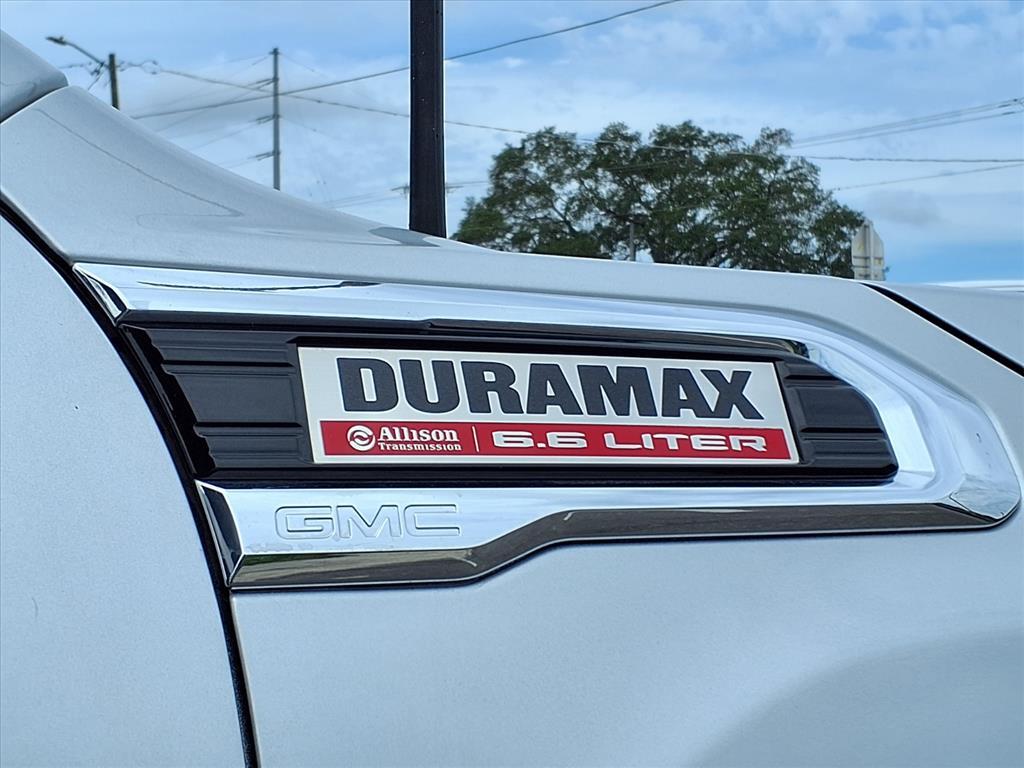 DURAMAX
Allison
Transmission
6.6 LITER
GMC